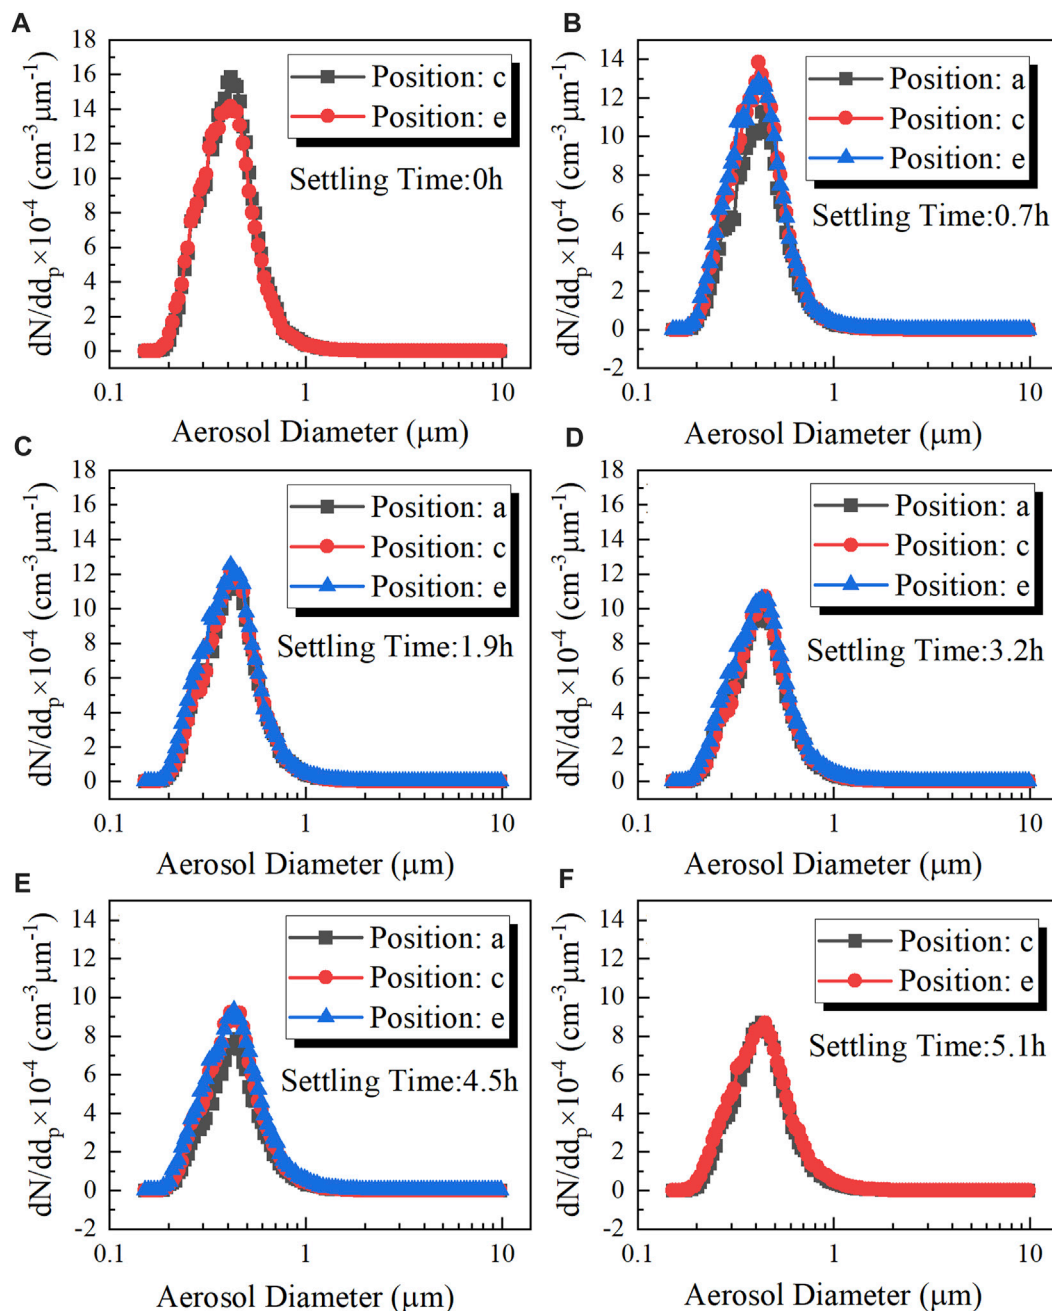 A
18
16
14
12
10
8
6
4
2
0
dN/ddp×10⁻⁴ (cm⁻³μm⁻¹)
Position: c
Position: e
Settling Time:0h
0.1
1
10
Aerosol Diameter (μm)
B
14
12
10
8
6
4
2
0
-2
dN/ddp×10⁻⁴ (cm⁻³μm⁻¹)
Position: a
Position: c
Position: e
Settling Time:0.7h
0.1
1
10
Aerosol Diameter (μm)
C
18
16
14
12
10
8
6
4
2
0
dN/ddp×10⁻⁴ (cm⁻³μm⁻¹)
Position: a
Position: c
Position: e
Settling Time:1.9h
0.1
1
10
Aerosol Diameter (μm)
D
18
16
14
12
10
8
6
4
2
0
dN/ddp×10⁻⁴ (cm⁻³μm⁻¹)
Position: a
Position: c
Position: e
Settling Time:3.2h
0.1
1
10
Aerosol Diameter (μm)
E
14
12
10
8
6
4
2
0
-2
dN/ddp×10⁻⁴ (cm⁻³μm⁻¹)
Position: a
Position: c
Position: e
Settling Time:4.5h
0.1
1
10
Aerosol Diameter (μm)
F
14
12
10
8
6
4
2
0
-2
dN/ddp×10⁻⁴ (cm⁻³μm⁻¹)
Position: c
Position: e
Settling Time:5.1h
0.1
1
10
Aerosol Diameter (μm)